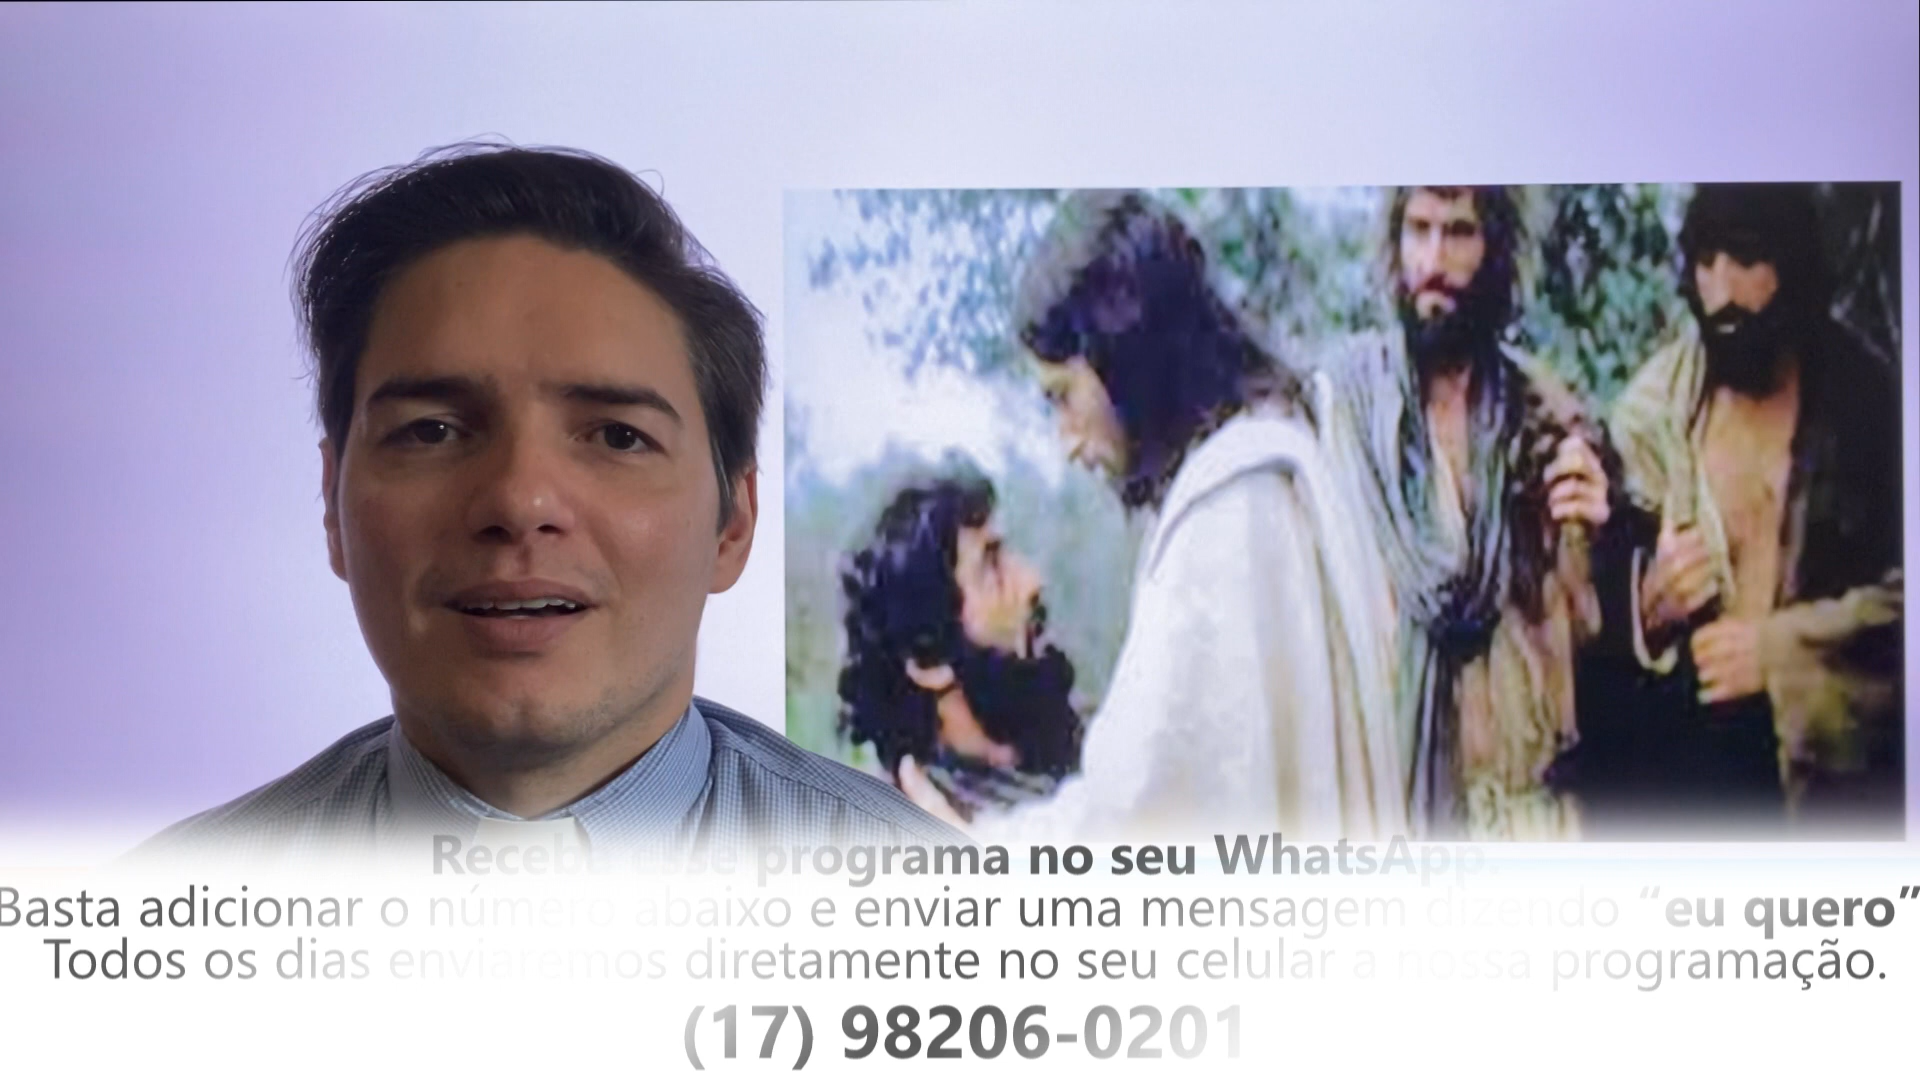 Receba esse programa no seu WhatsApp.
Basta adicionar o número abaixo e enviar uma mensagem dizendo “eu quero”
Todos os dias enviaremos diretamente no seu celular a nossa programação.
(17) 98206-0201